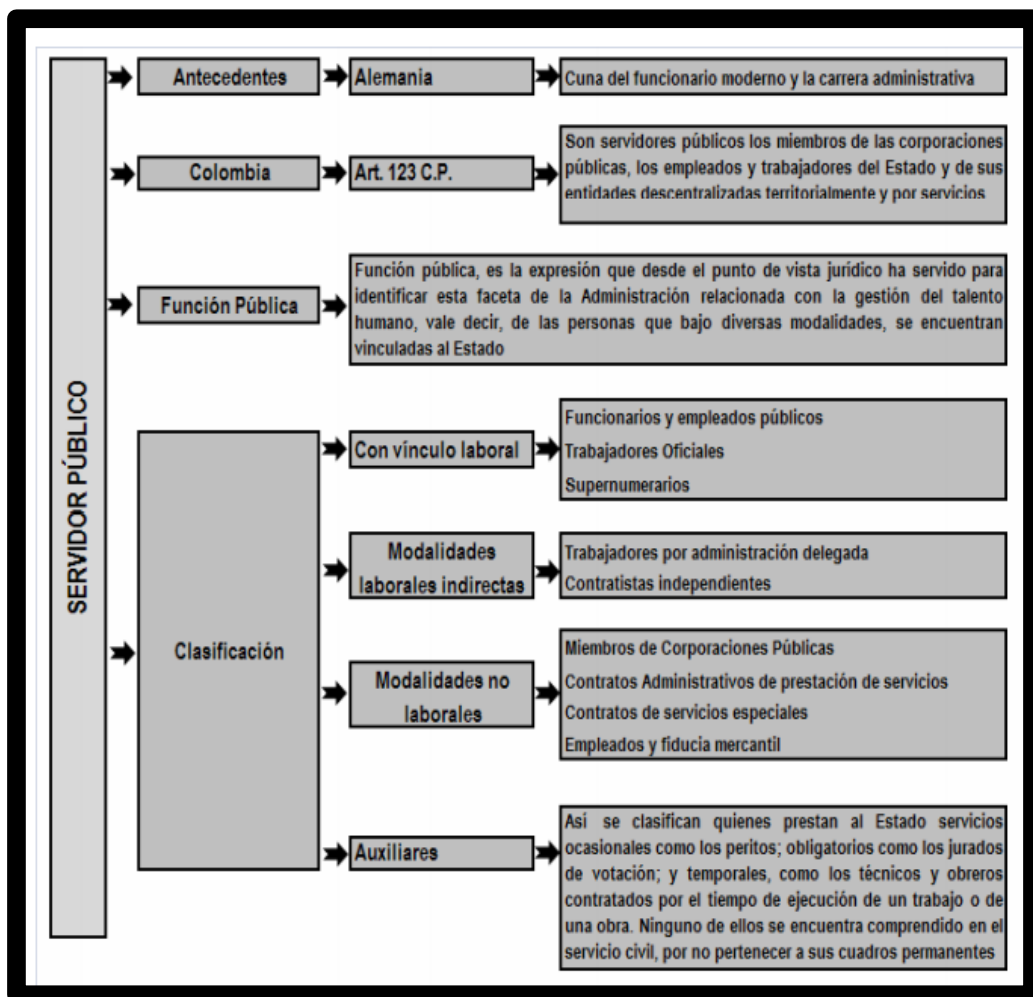 SERVIDOR PÚBLICO
Antecedentes
Alemania
Cuna del funcionario moderno y la carrera administrativa
Colombia
Art. 123 C.P.
Son servidores públicos los miembros de las corporaciones
públicas, los empleados y trabajadores del Estado y de sus
entidades descentralizadas territorialmente y por servicios
Función Pública
Función pública, es la expresión que desde el punto de vista jurídico ha servido para
identificar esta faceta de la Administración relacionada con la gestión del talento
humano, vale decir, de las personas que bajo diversas modalidades, se encuentran
vinculadas al Estado
Clasificación
Con vínculo laboral
Funcionarios y empleados públicos
Trabajadores Oficiales
Supernumerarios
Modalidades
laborales indirectas
Trabajadores por administración delegada
Contratistas independientes
Modalidades no
laborales
Miembros de Corporaciones Públicas
Contratos Administrativos de prestación de servicios
Contratos de servicios especiales
Empleados y fiducia mercantil
Auxiliares
Así se clasifican quienes prestan al Estado servicios
ocasionales como los peritos; obligatorios como los jurados
de votación; y temporales, como los técnicos y obreros
contratados por el tiempo de ejecución de un trabajo o de
una obra. Ninguno de ellos se encuentra comprendido en el
servicio civil, por no pertenecer a sus cuadros permanentes